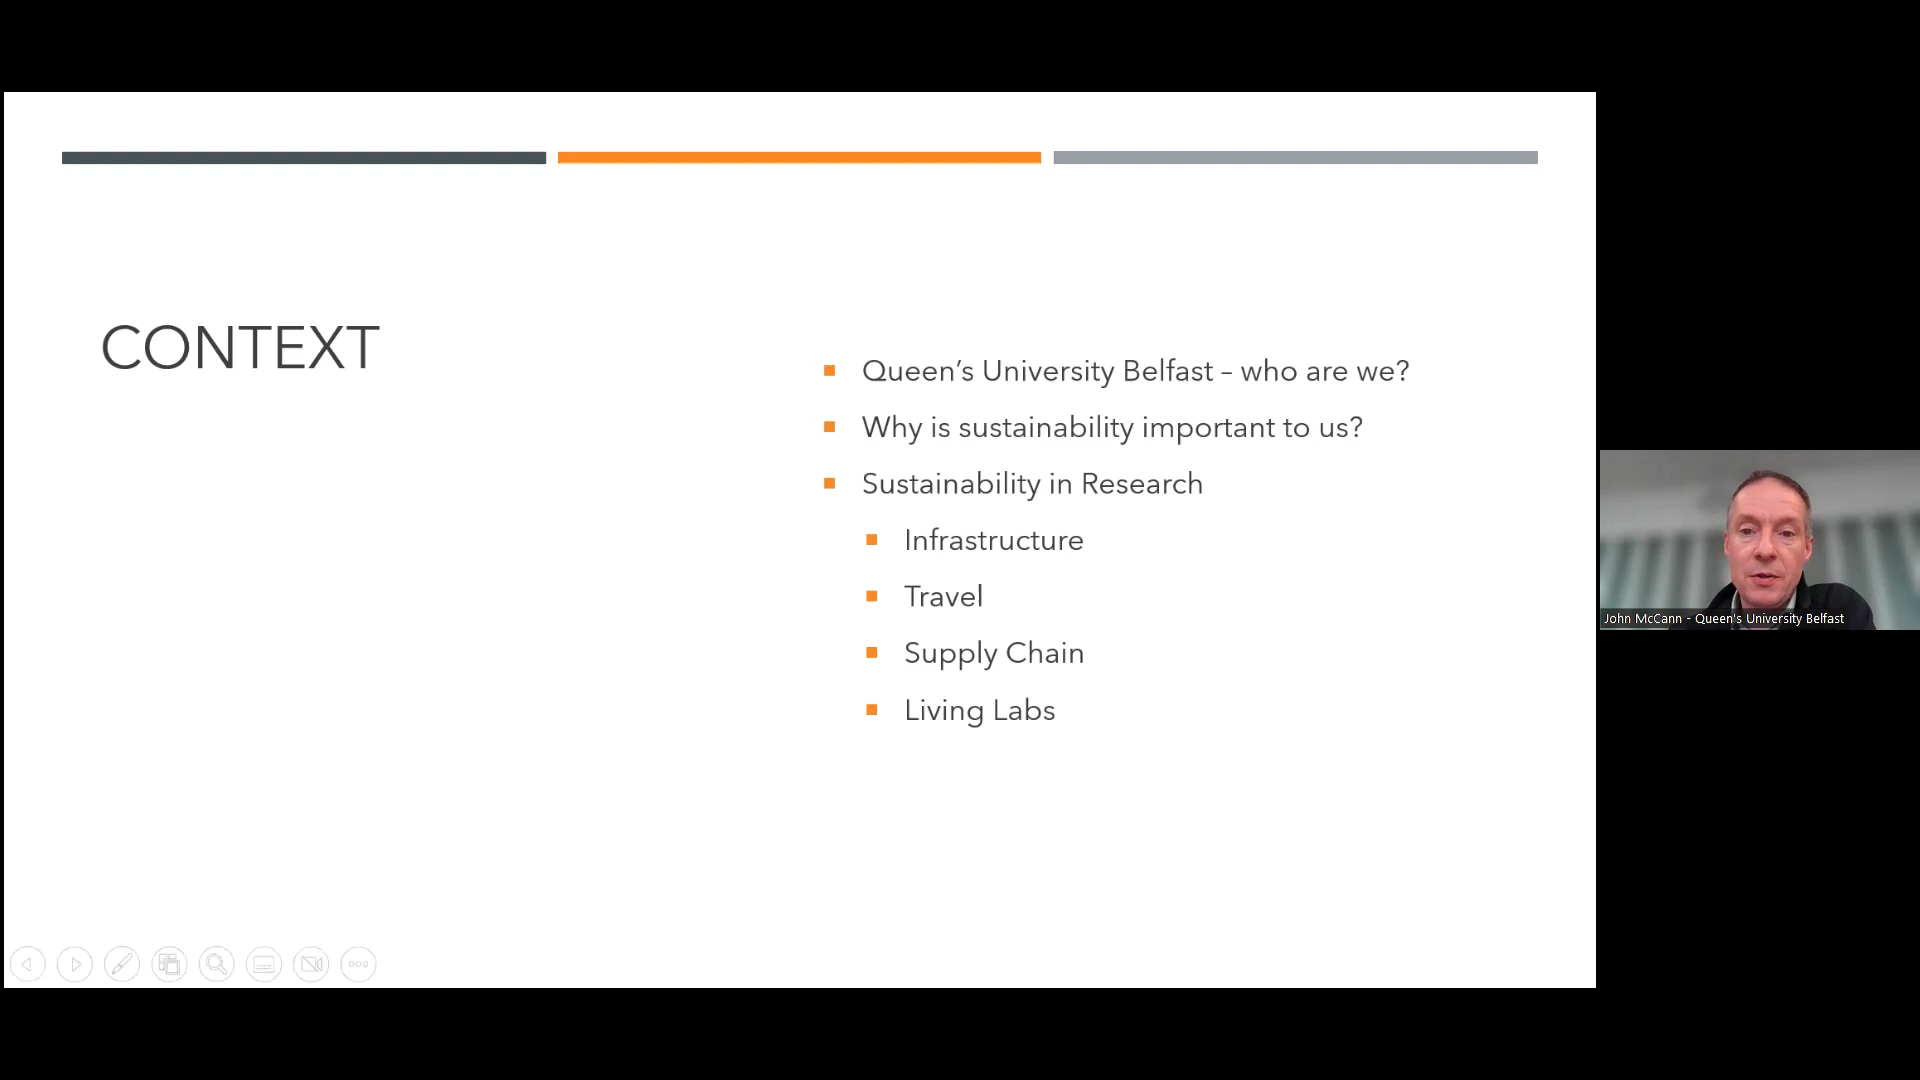 CONTEXT
Queen's University Belfast – who are we?
Why is sustainability important to us?
Sustainability in Research
Infrastructure
Travel
Supply Chain
Living Labs
John McCann - Queen's University Belfast